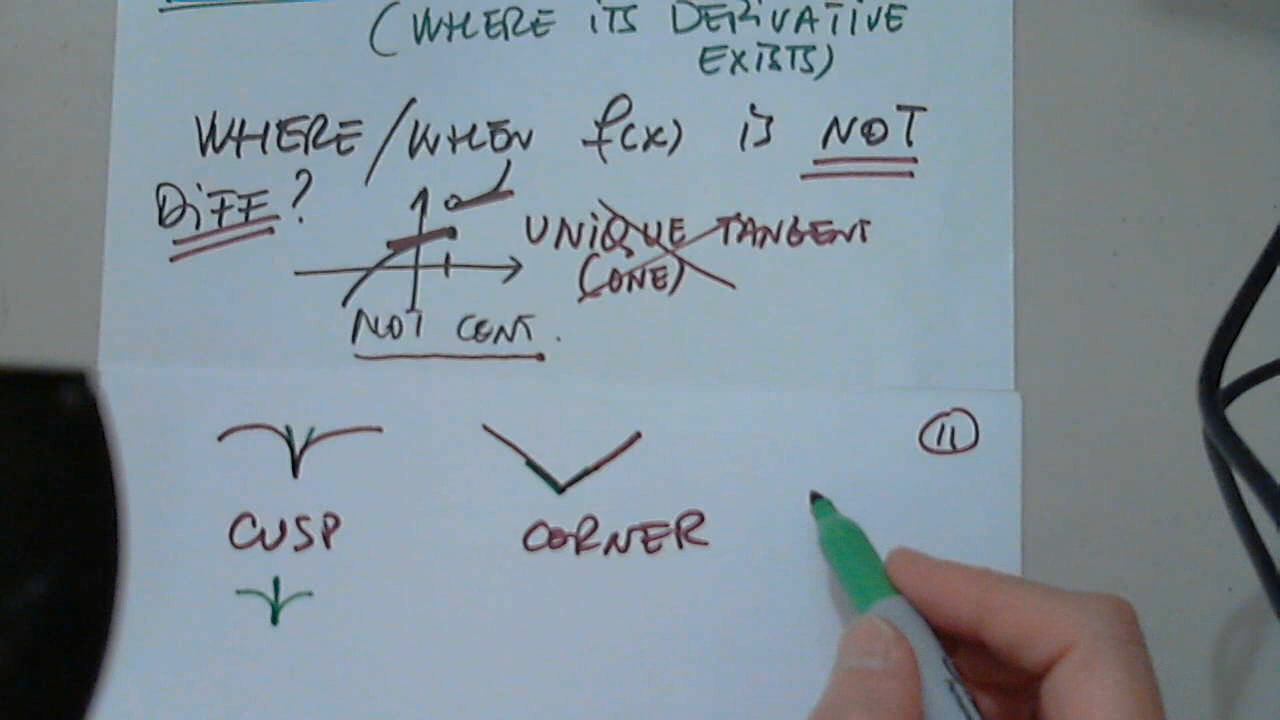 (WHERE ITS DERIVATIVE
EXISTS)
WHERE/WHEN f(x) is NOT
DIFF?
UNIQUE TANGENT
(ONE)
NOT CONT.
11
CUSP
CORNER